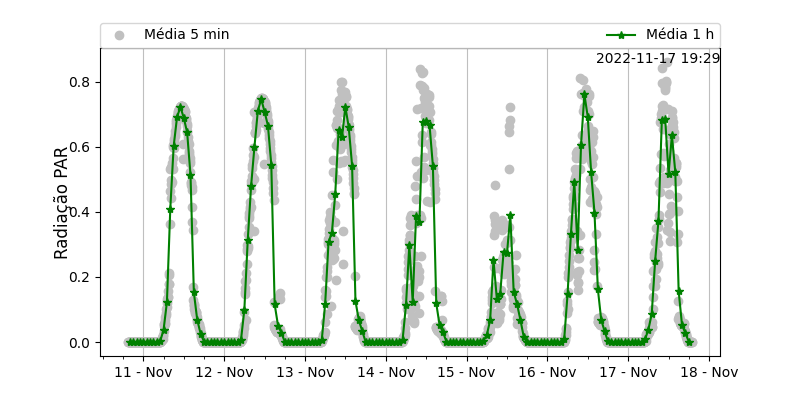 Média 5 min
Média 1 h
2022-11-17 19:29
Radiação PAR
0.8
0.6
0.4
0.2
0.0
11 - Nov
12 - Nov
13 - Nov
14 - Nov
15 - Nov
16 - Nov
17 - Nov
18 - Nov